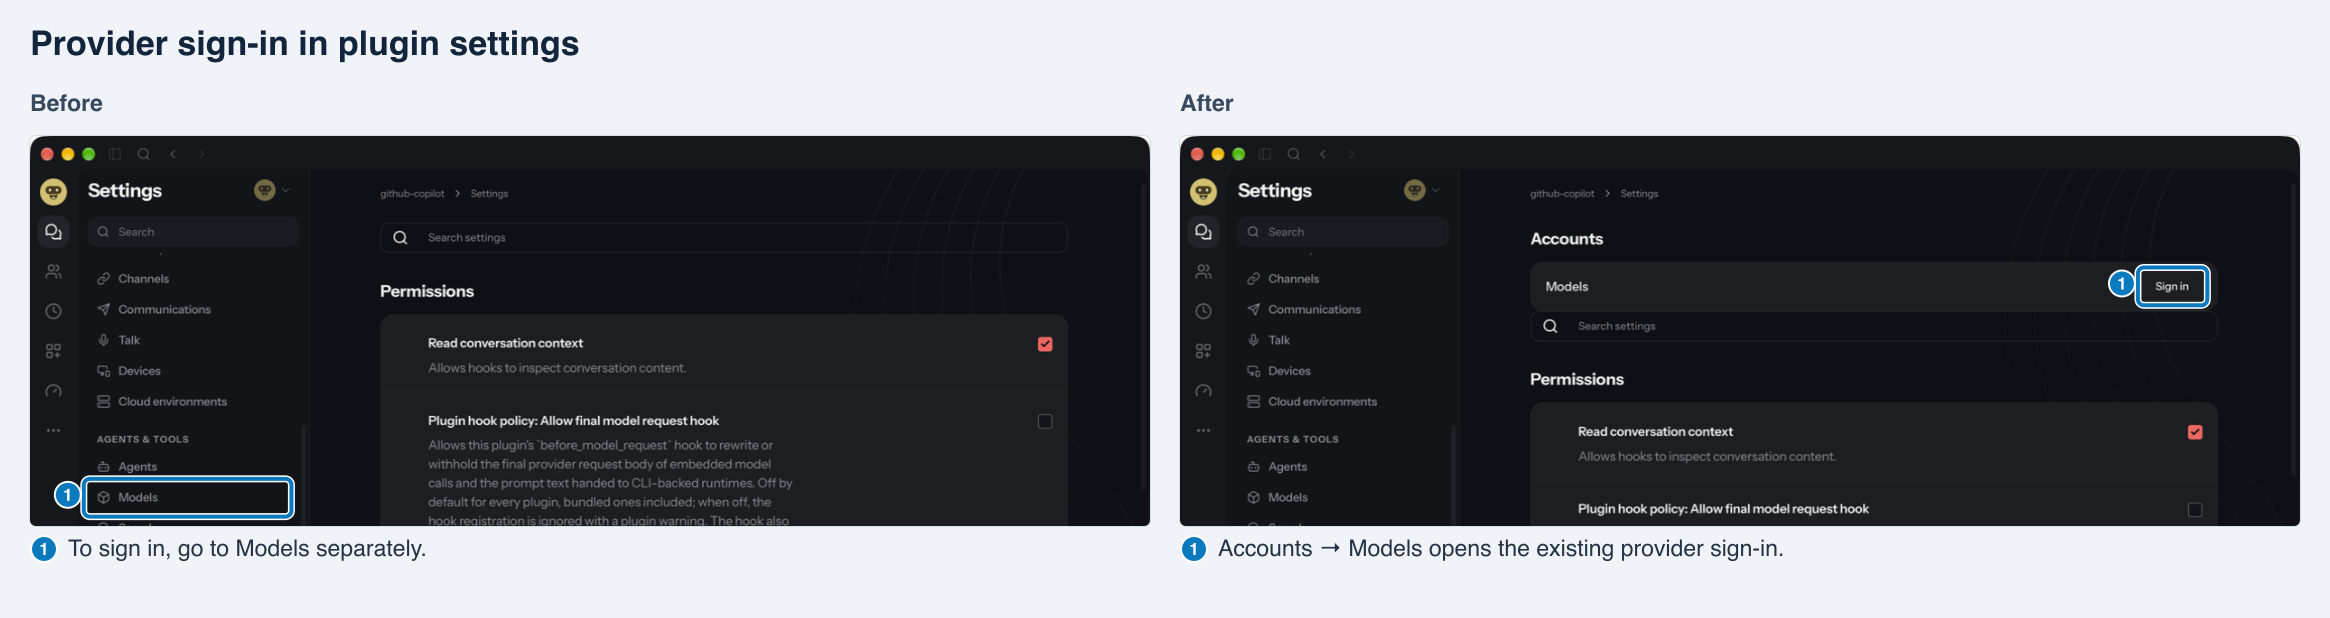 Provider sign-in in plugin settings
Before
Settings
Search
Channels
Communications
Talk
Devices
Cloud environments
AGENTS & TOOLS
Agents
1
Models
github-copilot > Settings
Search settings
Permissions
Read conversation context
Allows hooks to inspect conversation content.
Plugin hook policy: Allow final model request hook
Allows this plugin's `before_model_request` hook to rewrite or
withhold the final provider request body of embedded model
calls and the prompt text handed to CLI-backed runtimes. Off by
default for every plugin, bundled ones included; when off, the
hook registration is ignored with a plugin warning. The hook also
1 To sign in, go to Models separately.
After
Settings
Search
Channels
Communications
Talk
Devices
Cloud environments
AGENTS & TOOLS
Agents
Models
github-copilot > Settings
Accounts
Models
1
Sign in
Search settings
Permissions
Read conversation context
Allows hooks to inspect conversation content.
Plugin hook policy: Allow final model request hook
1 Accounts → Models opens the existing provider sign-in.